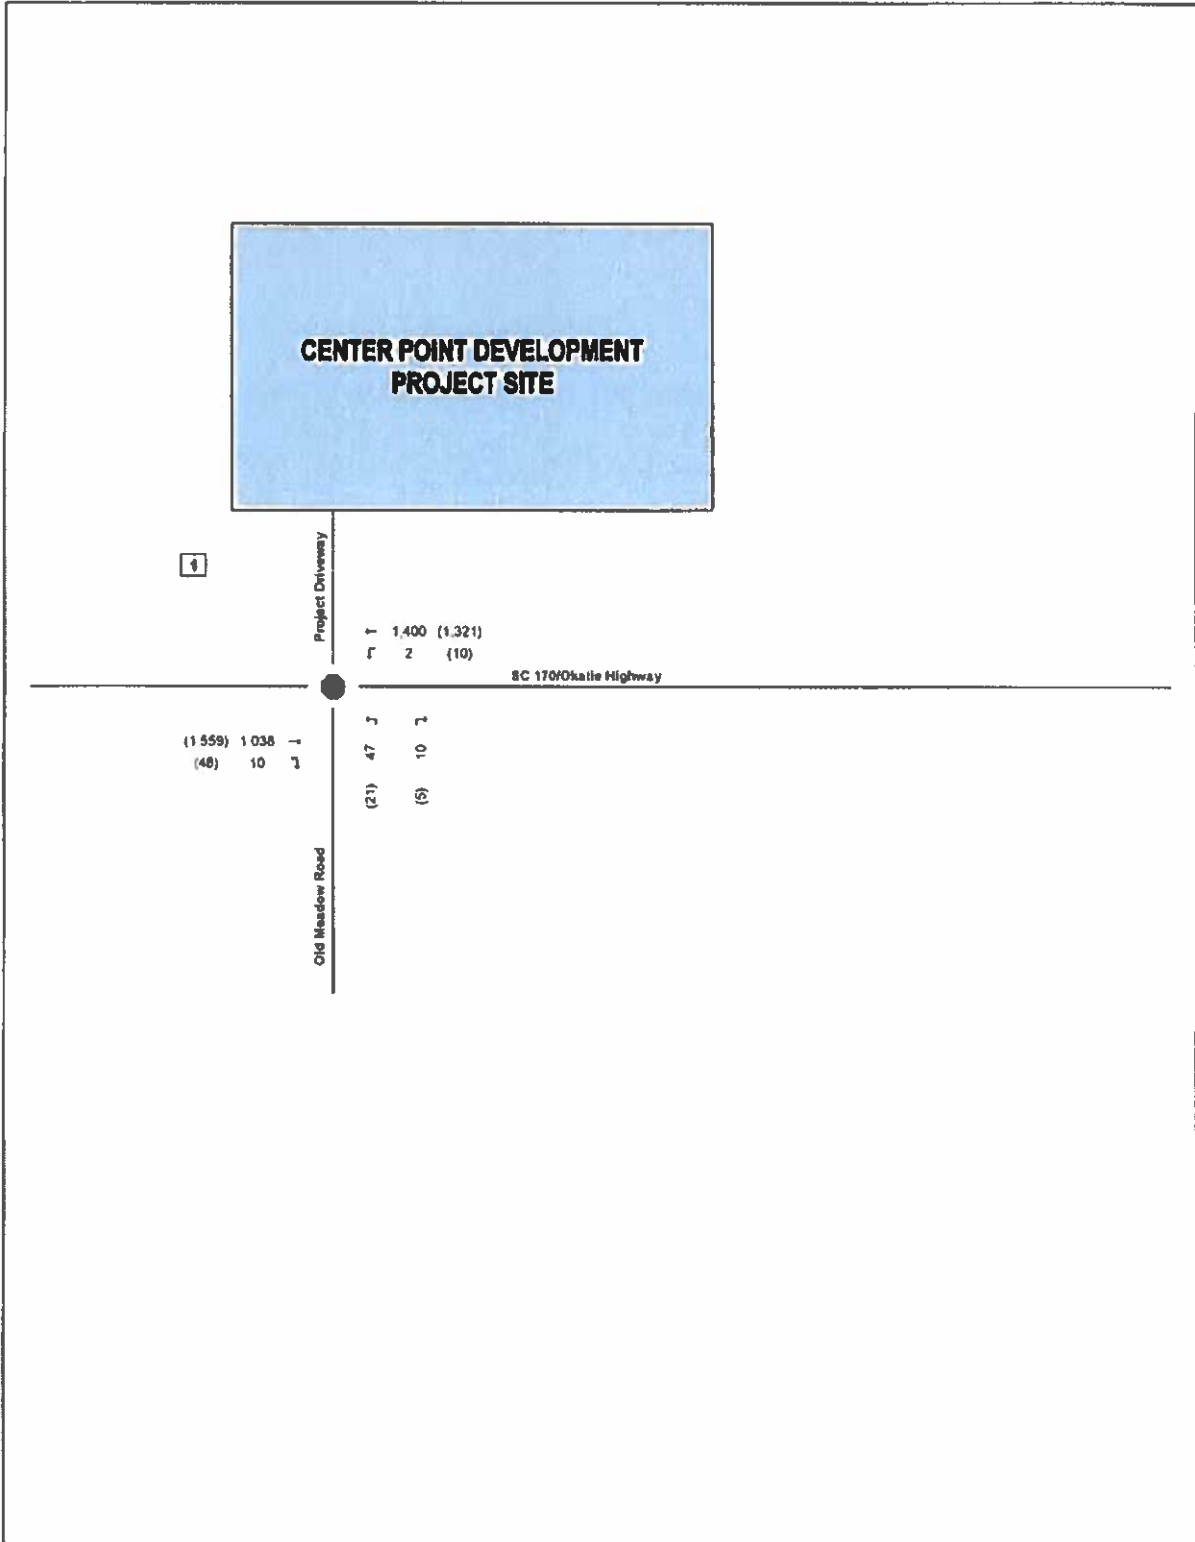 CENTER POINT DEVELOPMENT
PROJECT SITE
1
Project Driveway
← 1,400 (1,321)
2 (10)
SC 170/Okatie Highway
(1 559) 1 038 →
(48) 10
47 10
(21) (5)
Old Meadow Road